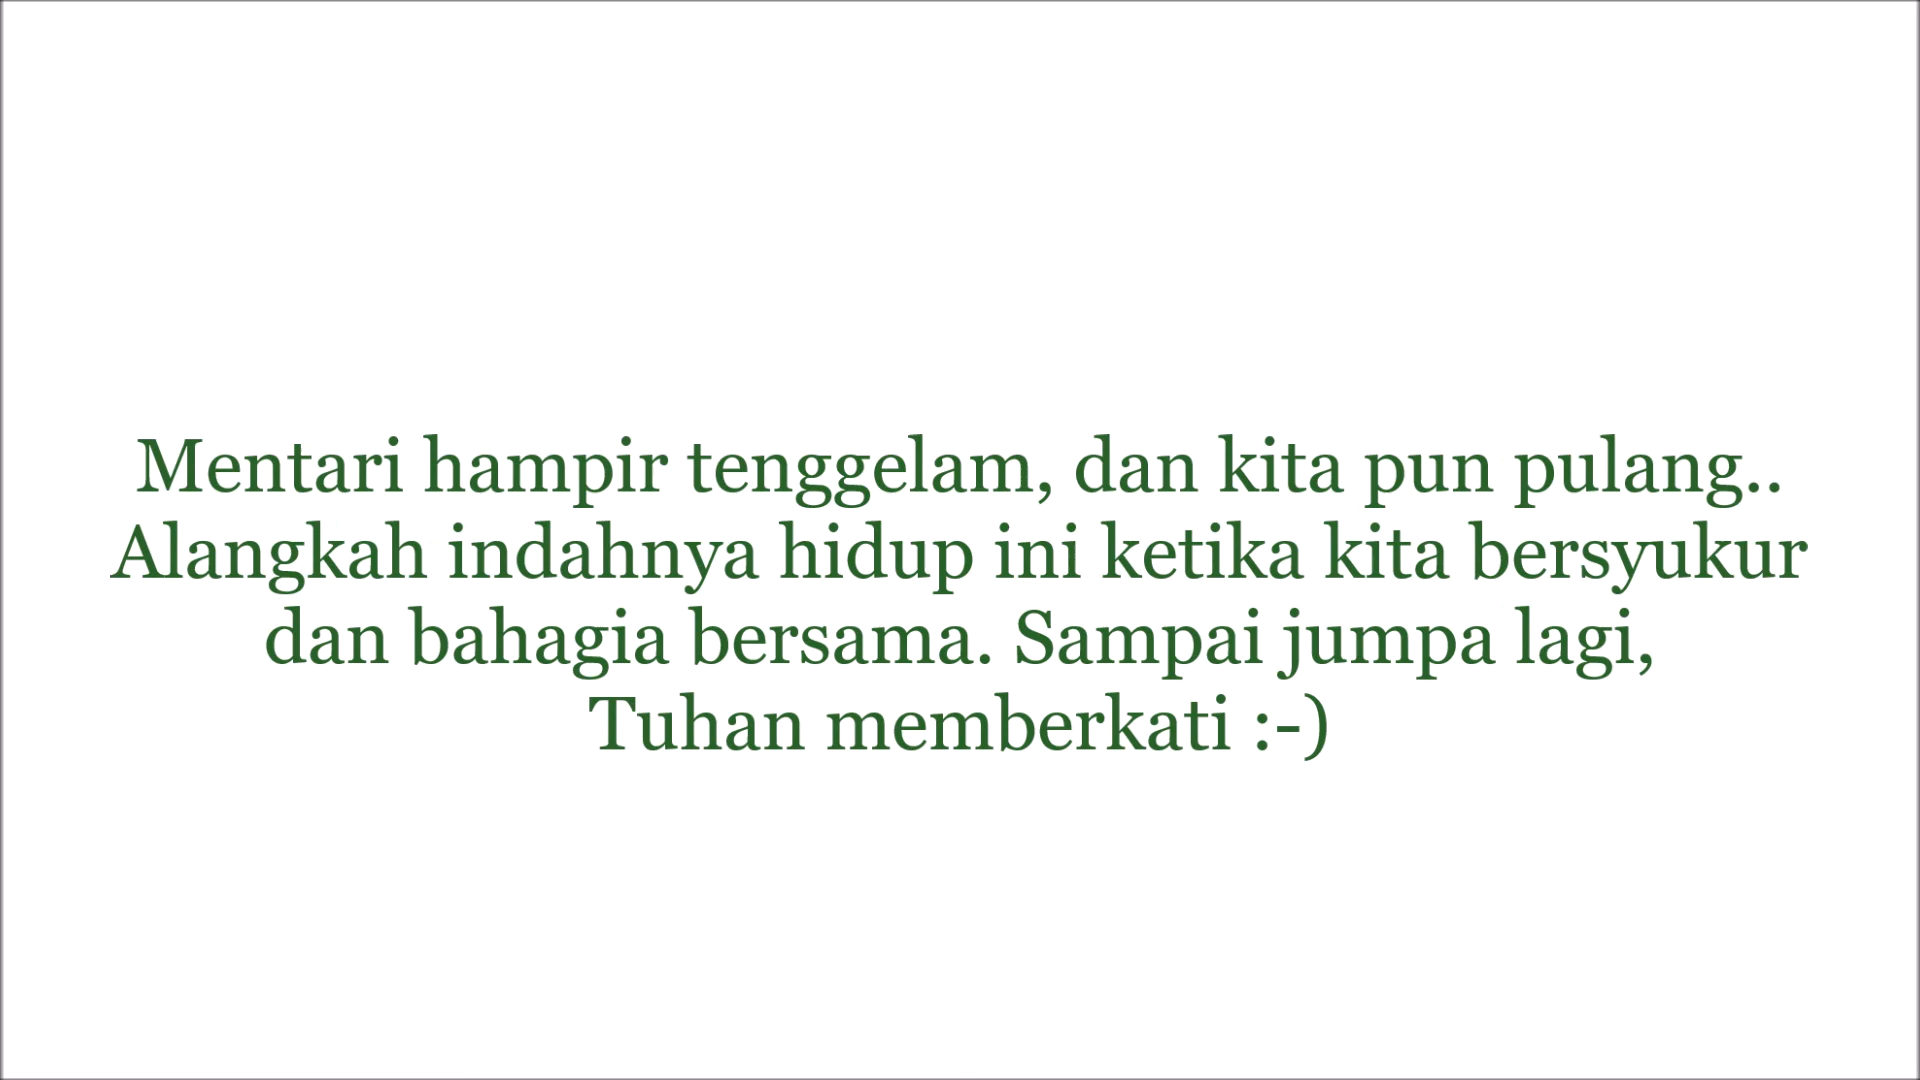 Mentari hampir tenggelam, dan kita pun pulang..
Alangkah indahnya hidup ini ketika kita bersyukur
dan bahagia bersama. Sampai jumpa lagi,
Tuhan memberkati :-)